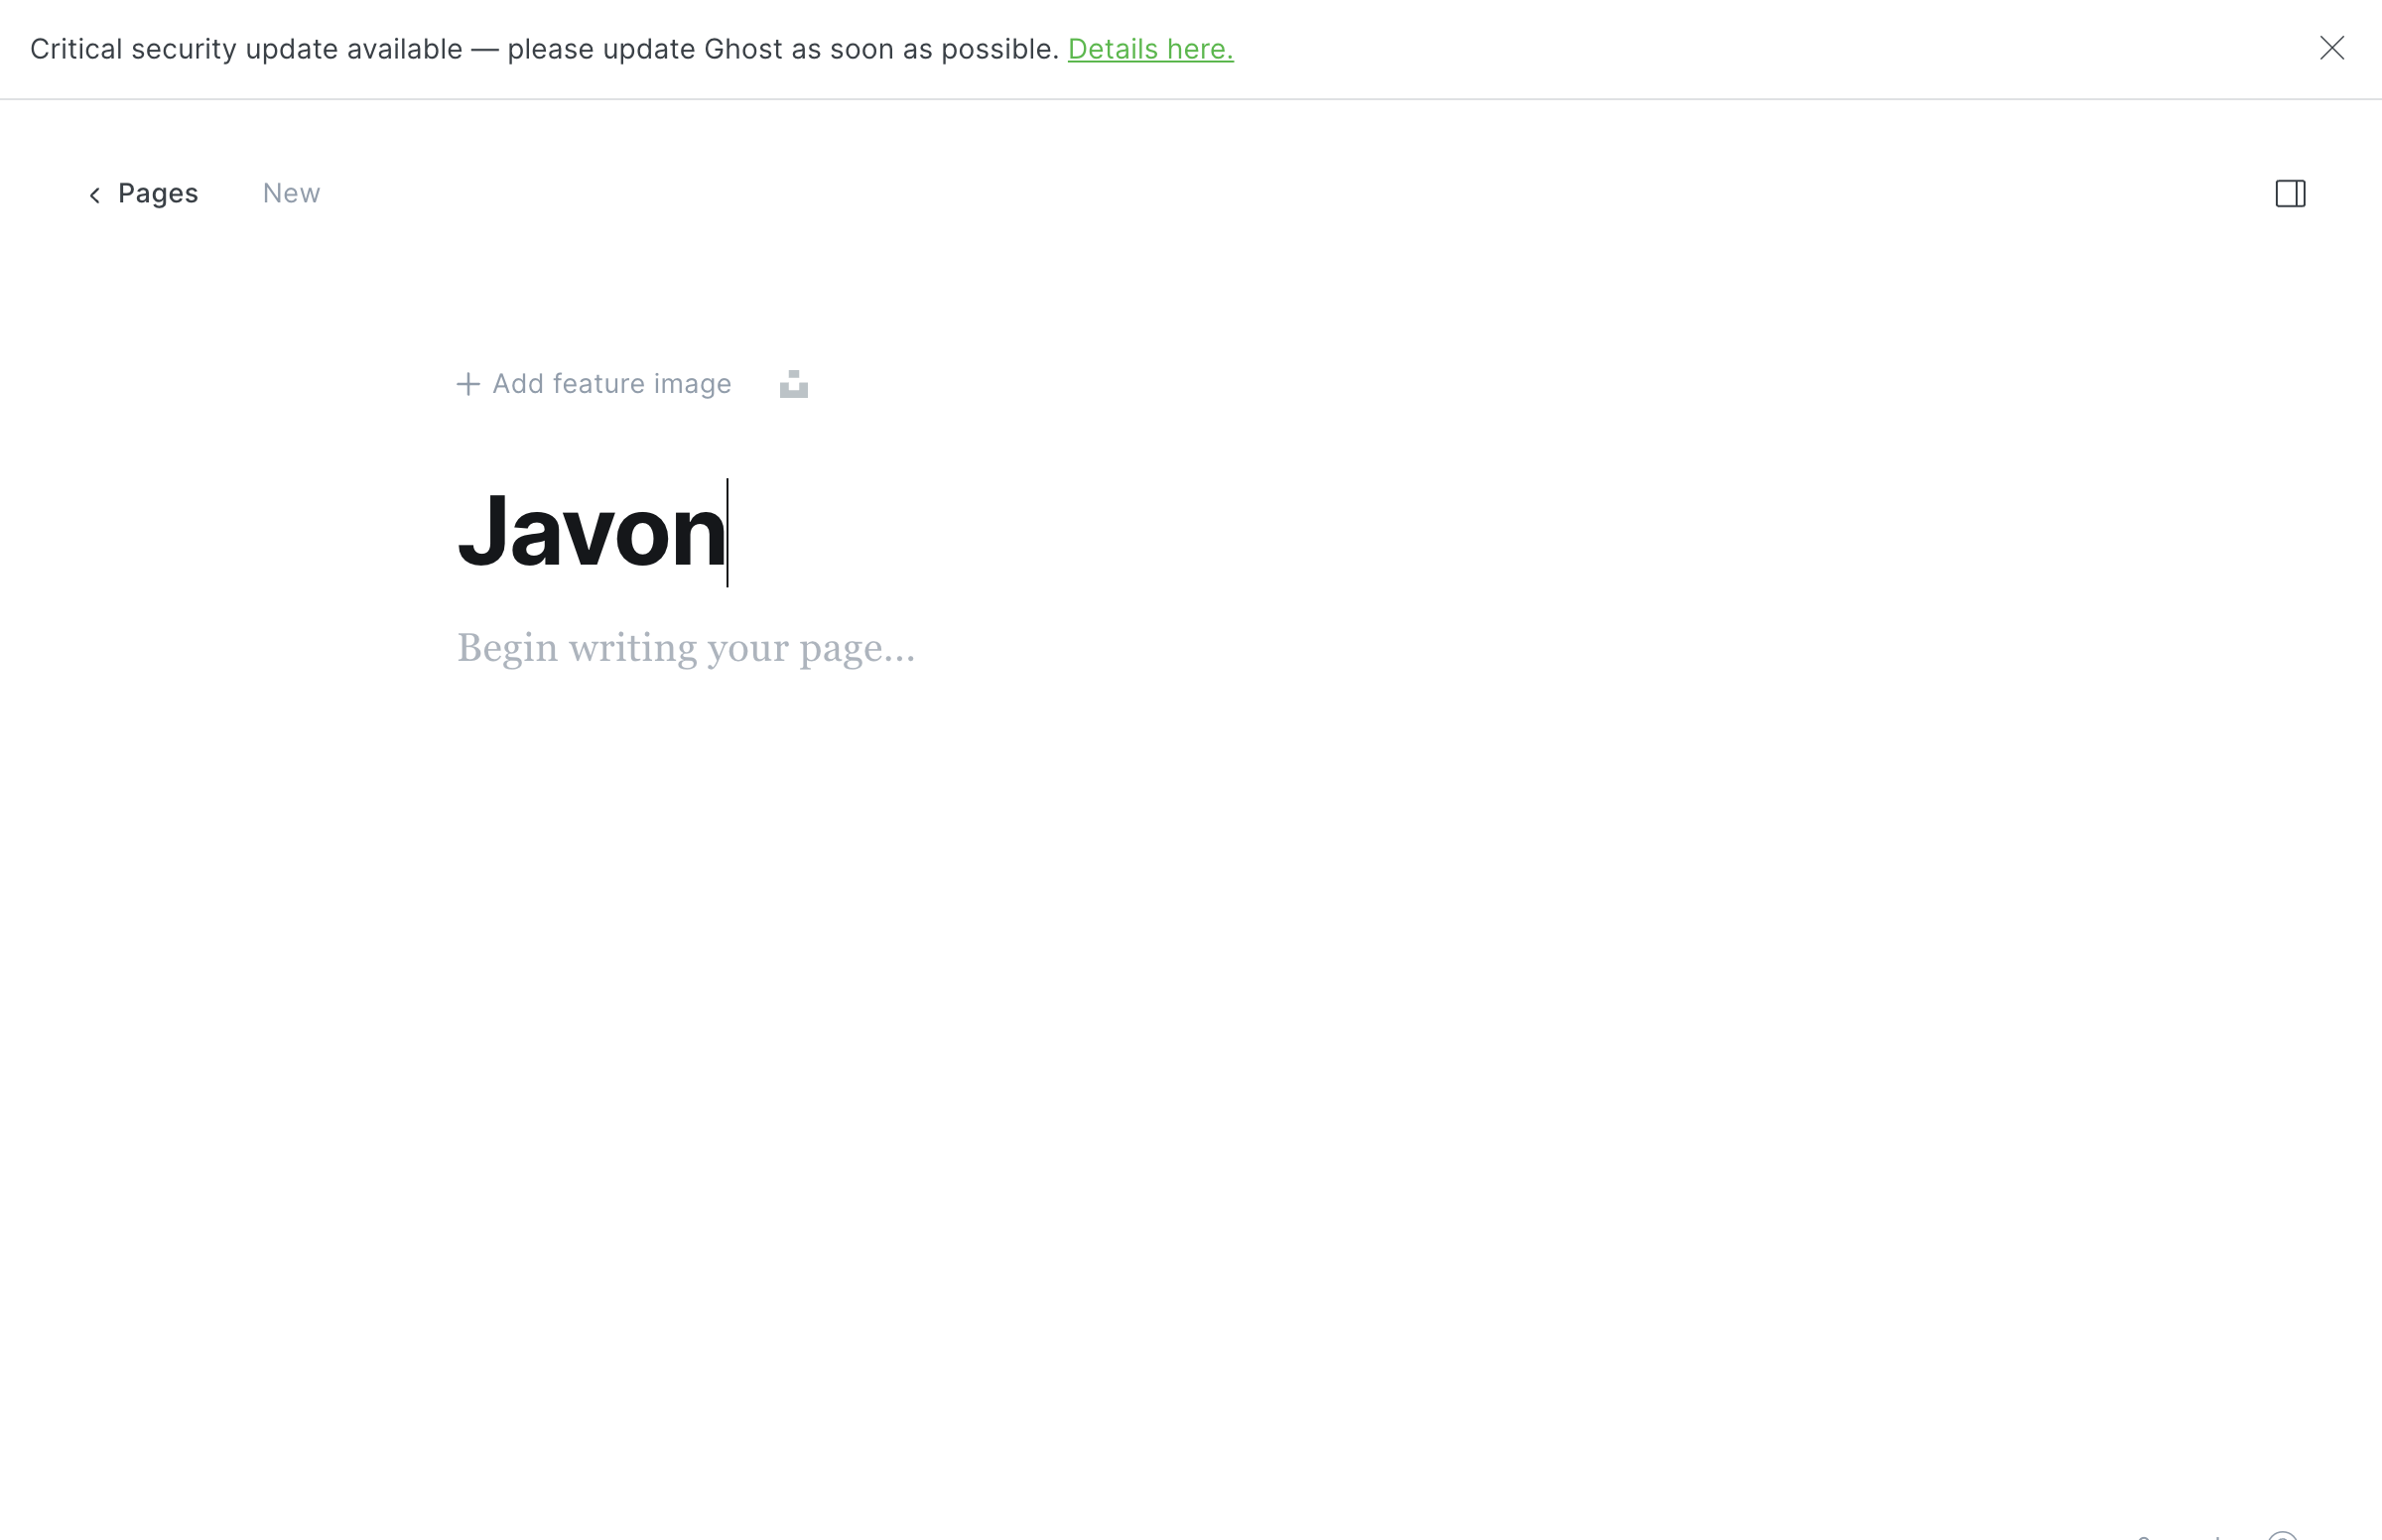 Critical security update available — please update Ghost as soon as possible. Details here.
Pages New
Add feature image
Javon
Begin writing your page...